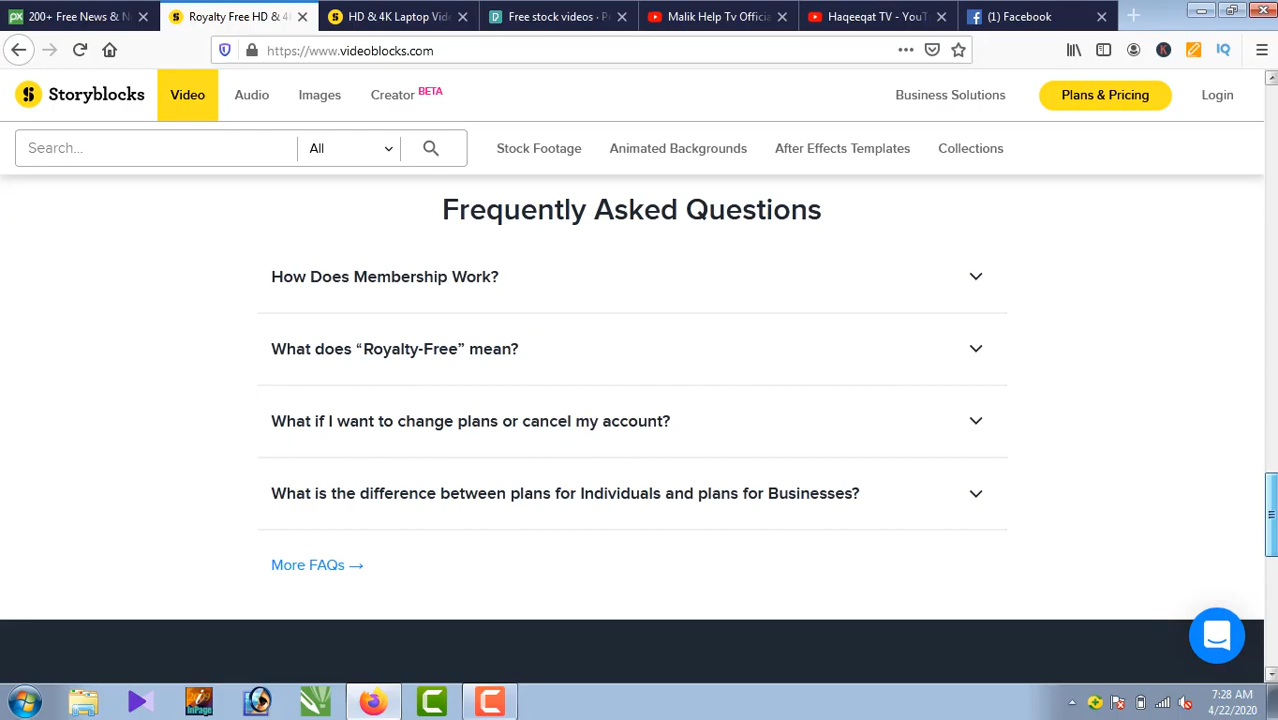 200+ Free News & N
Royalty Free HD & 4K
HD & 4K Laptop Vide
Free stock videos · P
Malik Help Tv Officia
Haqeeqat TV - YouT
(1) Facebook
https://www.videoblocks.com
Storyblocks
Video
Audio
Images
Creator BETA
Business Solutions
Plans & Pricing
Login
Search...
All
Stock Footage
Animated Backgrounds
After Effects Templates
Collections
Frequently Asked Questions
How Does Membership Work?
What does “Royalty-Free” mean?
What if I want to change plans or cancel my account?
What is the difference between plans for Individuals and plans for Businesses?
More FAQs →
7:28 AM
4/22/2020